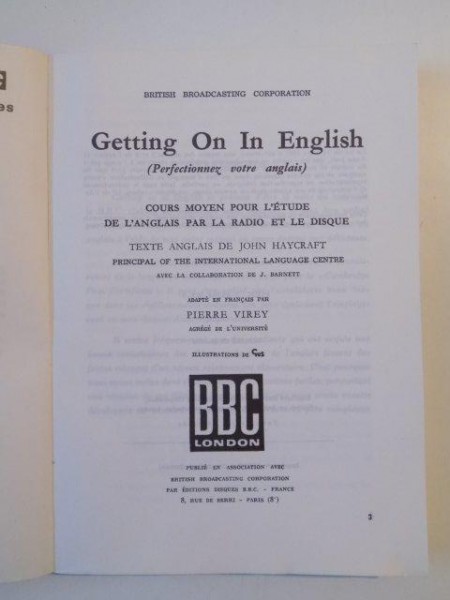 BRITISH BROADCASTING CORPORATION
Getting On In English
(Perfectionnez votre anglais)
COURS MOYEN POUR L'ÉTUDE
DE L'ANGLAIS PAR LA RADIO ET LE DISQUE
TEXTE ANGLAIS DE JOHN HAYCRAFT
PRINCIPAL OF THE INTERNATIONAL LANGUAGE CENTRE
AVEC LA COLLABORATION DE J. BARNETT
ADAPTÉ EN FRANÇAIS PAR
PIERRE VIREY
AGRÉGÉ DE L'UNIVERSITÉ
ILLUSTRATIONS DE
BBC
LONDON
PUBLIÉ EN ASSOCIATION AVEC
BRITISH BROADCASTING CORPORATION
PAR ÉDITIONS DISQUES B.B.C. - FRANCE
8, RUE DE BERRI - PARIS (8e)
3